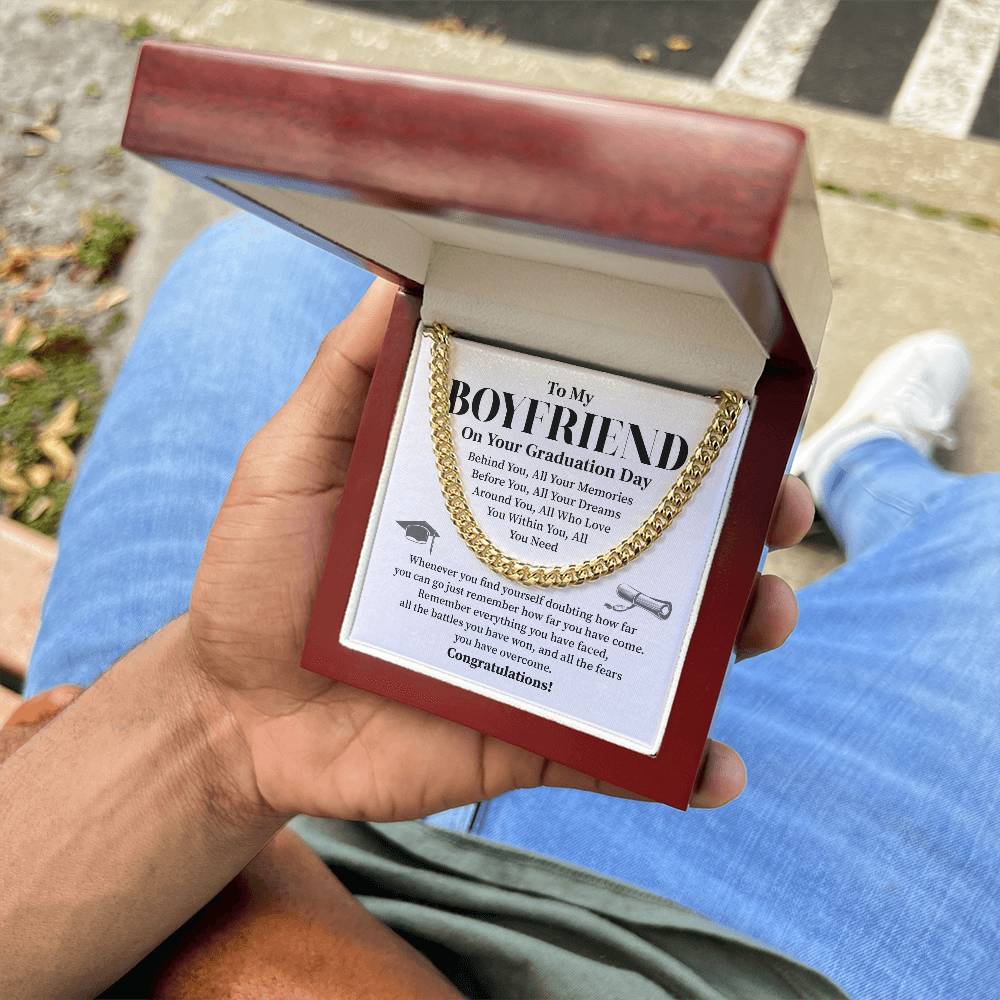 To My
BOYFRIEND
On Your Graduation Day
Behind You, All Your Memories
Before You, All Your Dreams
Around You, All Who Love
You Within You, All
You Need
Whenever you find yourself doubting how far
you can go just remember how far you have come.
Remember everything you have faced,
all the battles you have won, and all the fears
you have overcome.
Congratulations!